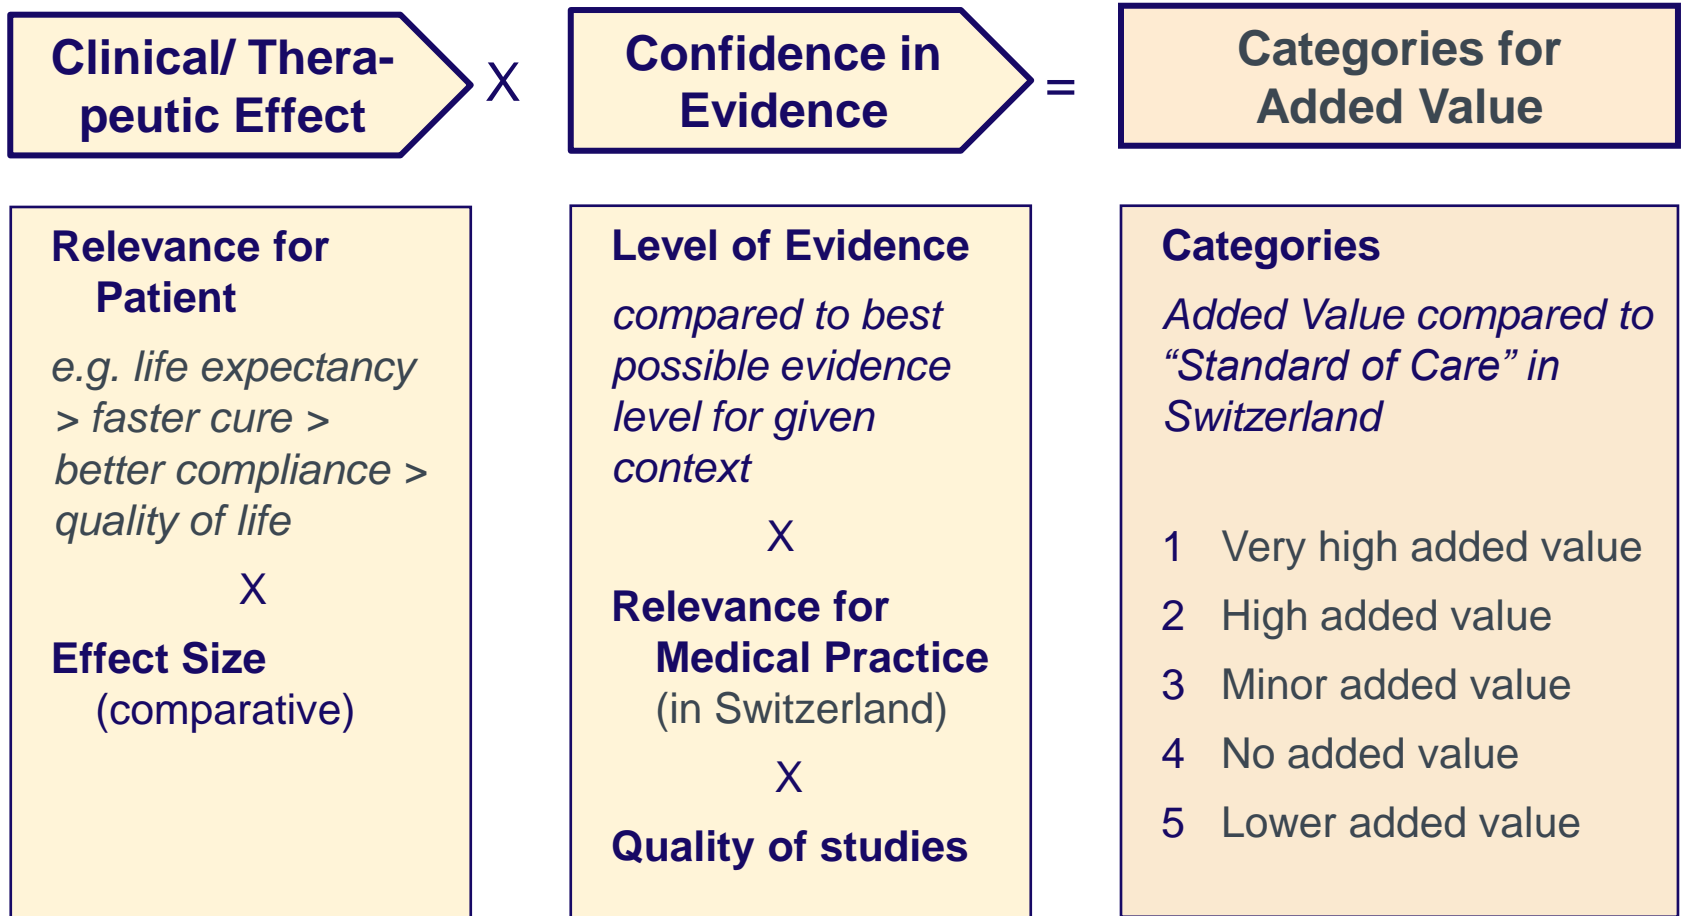 Clinical/ Thera-
peutic Effect
X
Confidence in
Evidence
=
Categories for
Added Value
Relevance for
Patient
e.g. life expectancy
> faster cure >
better compliance >
quality of life
X
Effect Size
(comparative)
Level of Evidence
compared to best
possible evidence
level for given
context
X
Relevance for
Medical Practice
(in Switzerland)
X
Quality of studies
Categories
Added Value compared to
“Standard of Care” in
Switzerland
1 Very high added value
2 High added value
3 Minor added value
4 No added value
5 Lower added value